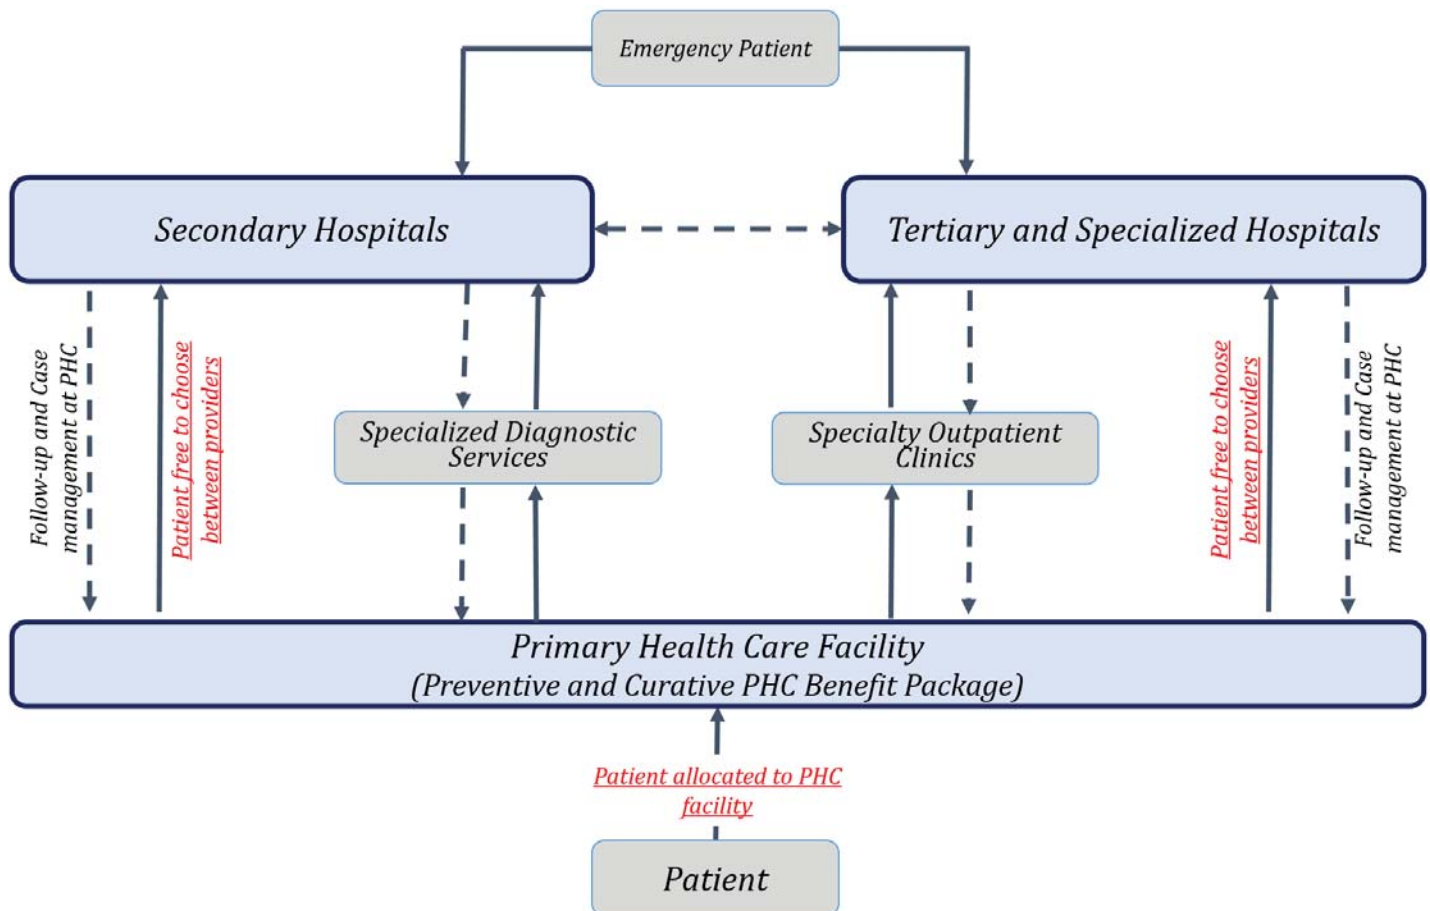 Emergency Patient
Secondary Hospitals
Tertiary and Specialized Hospitals
Follow-up and Case
management at PHC
Patient free to choose
between providers
Specialized Diagnostic
Services
Specialty Outpatient
Clinics
Patient free to choose
between providers
Follow-up and Case
management at PHC
Primary Health Care Facility
(Preventive and Curative PHC Benefit Package)
Patient allocated to PHC
facility
Patient